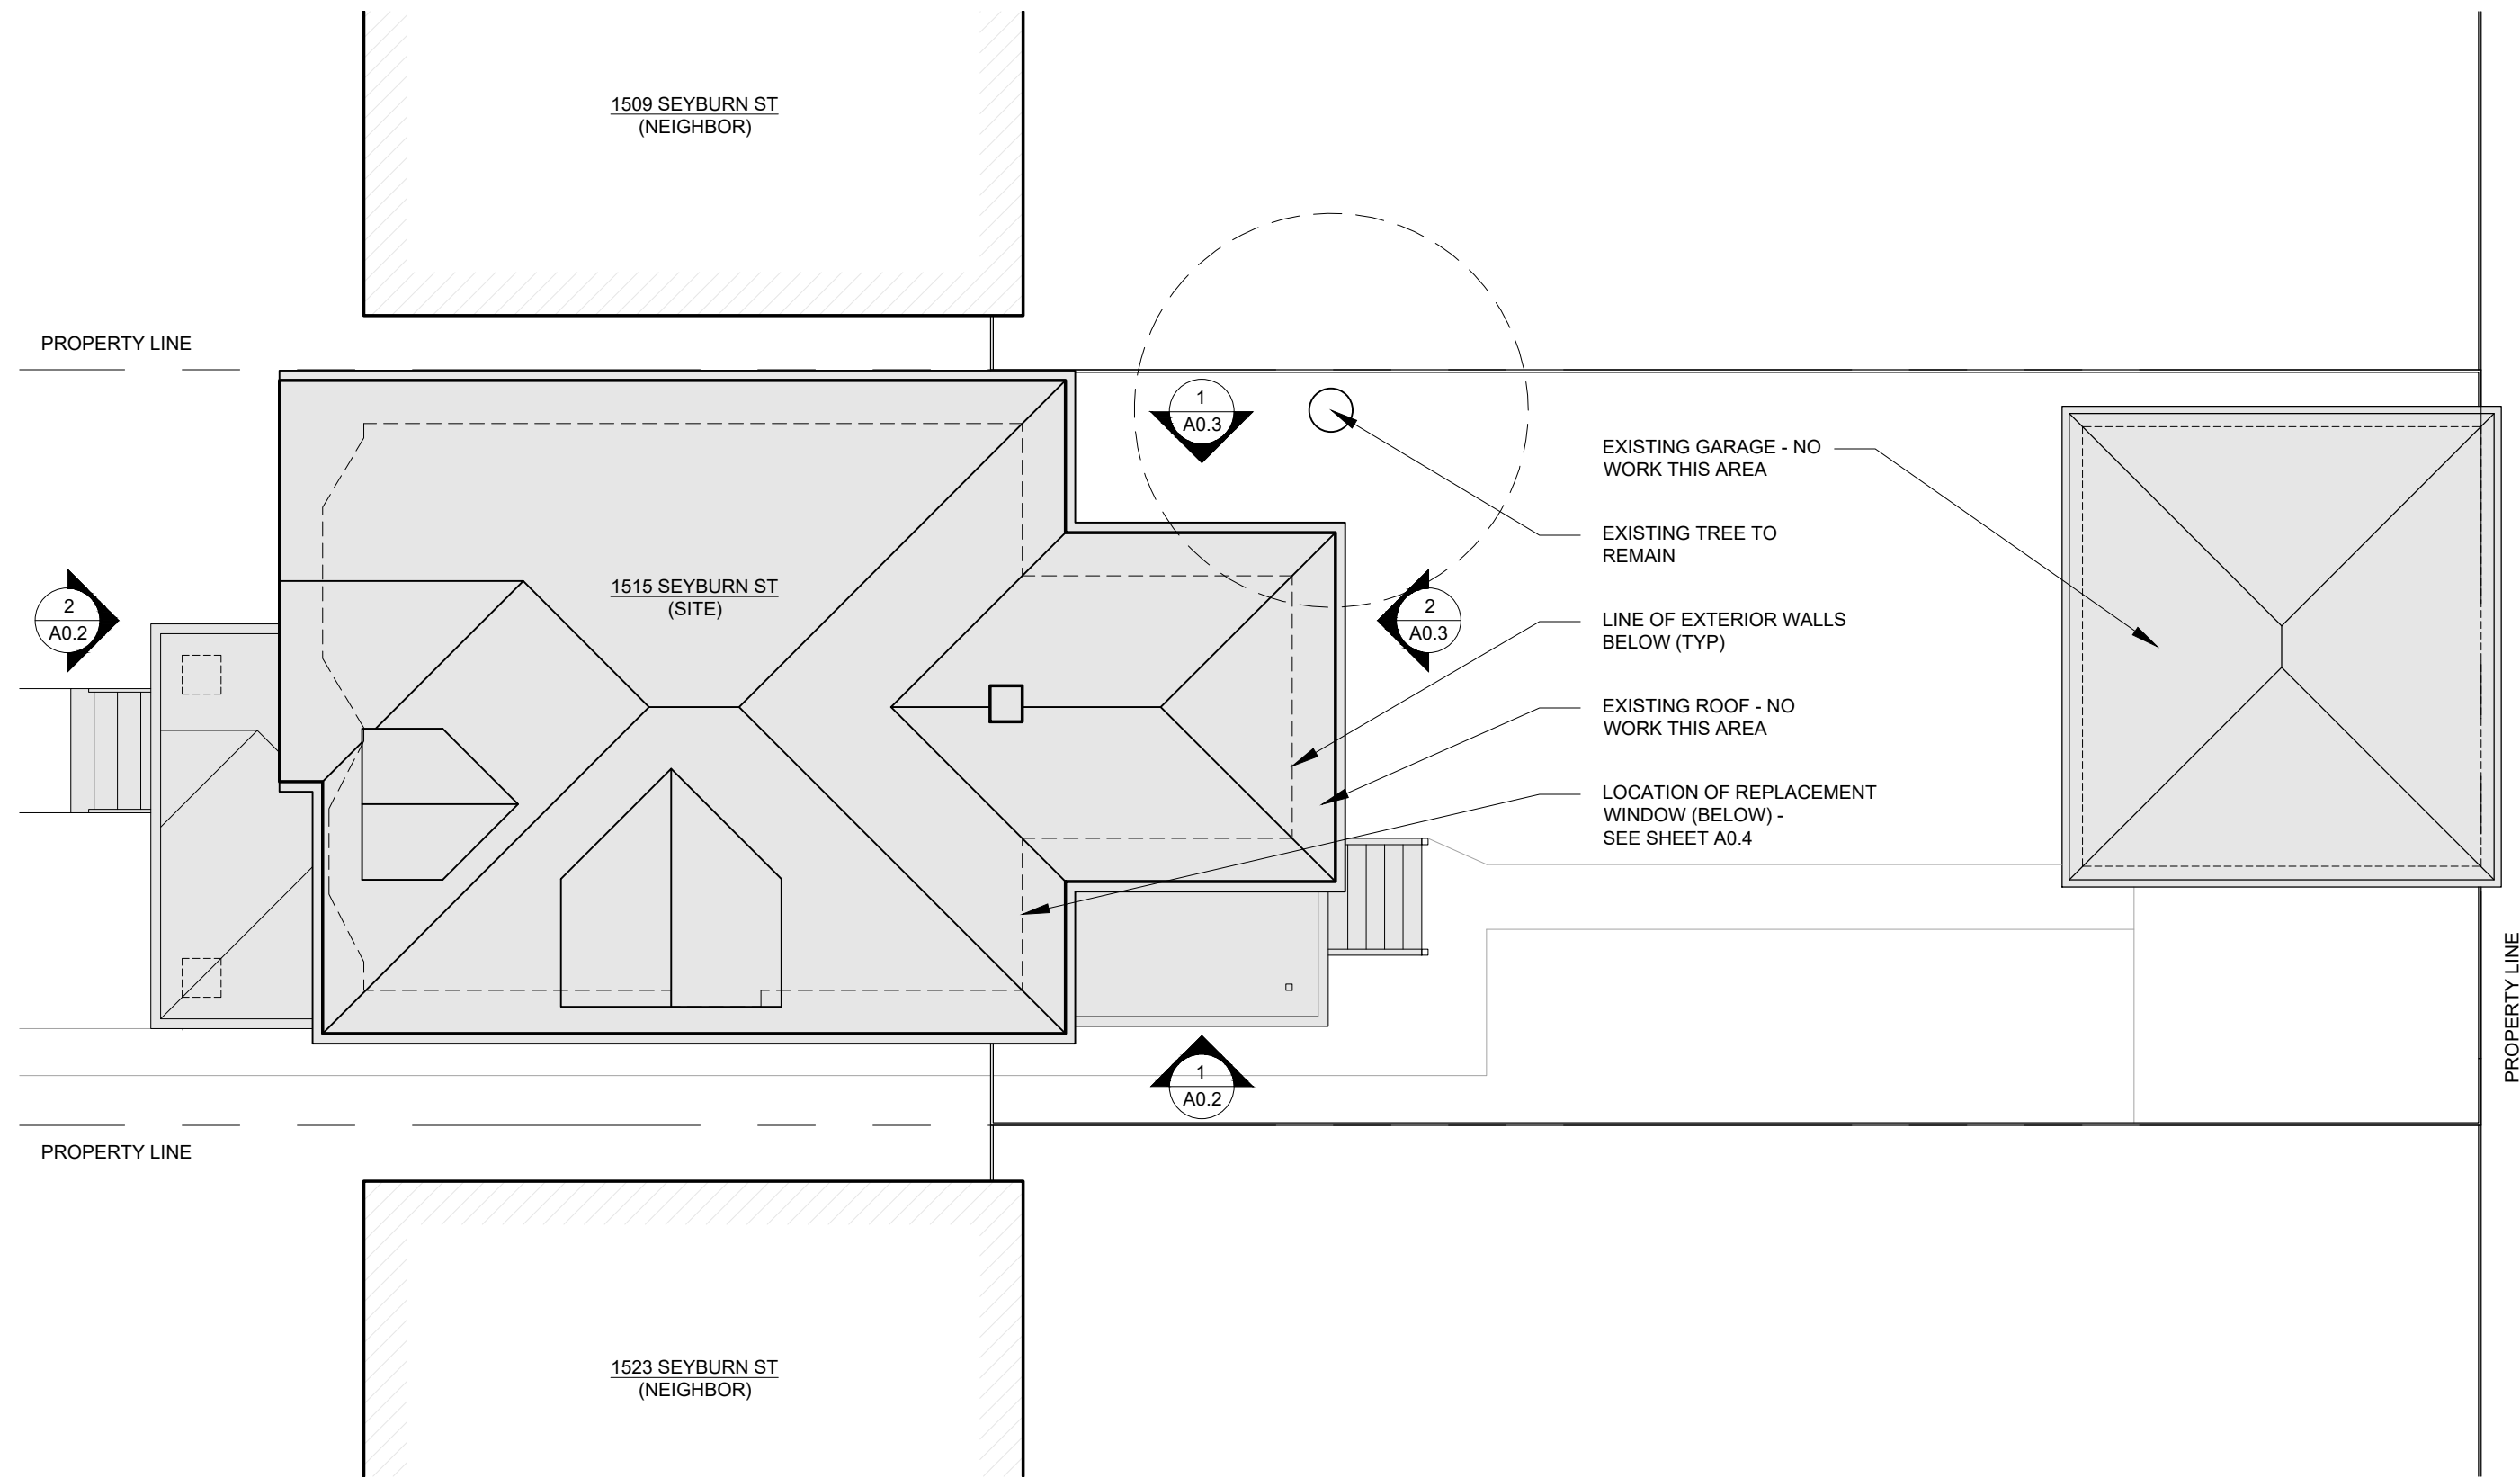 1509 SEYBURN ST
(NEIGHBOR)
PROPERTY LINE
1
A0.3
EXISTING GARAGE - NO
WORK THIS AREA
EXISTING TREE TO
REMAIN
1515 SEYBURN ST
(SITE)
2
A0.2
2
A0.3
LINE OF EXTERIOR WALLS
BELOW (TYP)
EXISTING ROOF - NO
WORK THIS AREA
LOCATION OF REPLACEMENT
WINDOW (BELOW) -
SEE SHEET A0.4
PROPERTY LINE
1
A0.2
PROPERTY LINE
1523 SEYBURN ST
(NEIGHBOR)